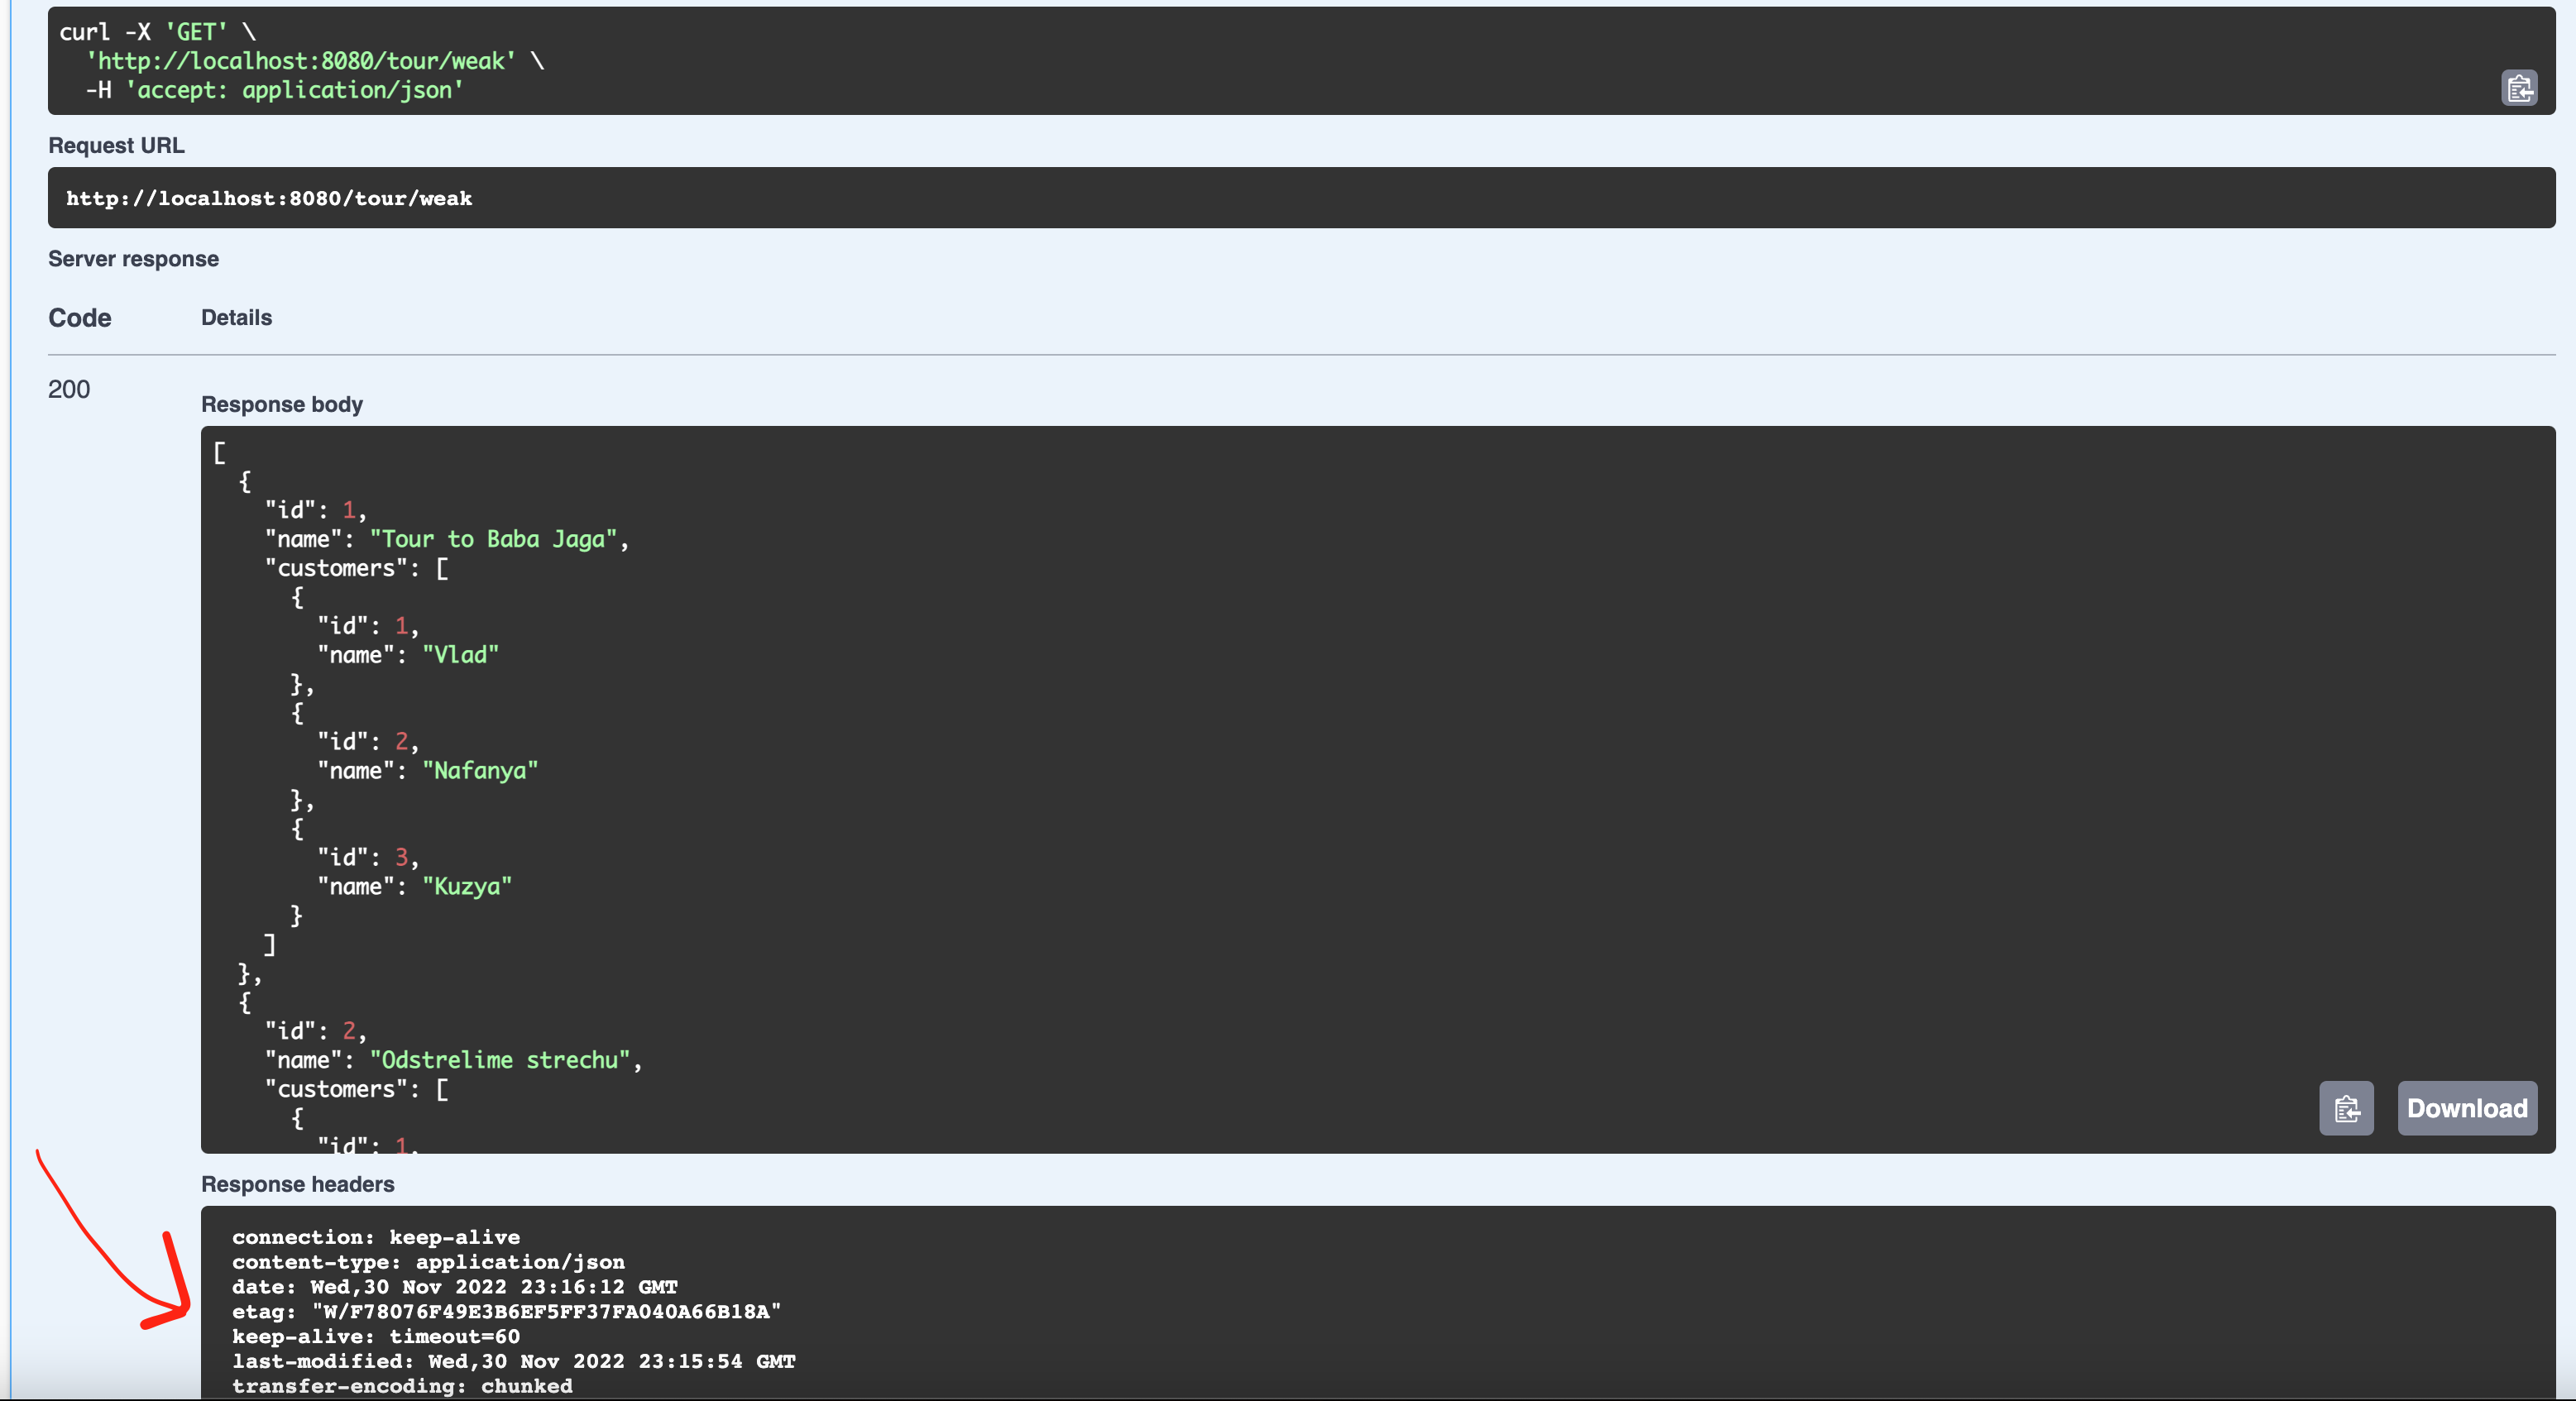 curl -X 'GET' \
'http://localhost:8080/tour/weak' \
-H 'accept: application/json'
Request URL
http://localhost:8080/tour/weak
Server response
Code Details
200
Response body
[
{
"id": 1,
"name": "Tour to Baba Jaga",
"customers": [
{
"id": 1,
"name": "Vlad"
},
{
"id": 2,
"name": "Nafanya"
},
{
"id": 3,
"name": "Kuzya"
}
]
},
{
"id": 2,
"name": "Odstrelime strechu",
"customers": [
{
"id": 1,
Download
Response headers
connection: keep-alive
content-type: application/json
date: Wed,30 Nov 2022 23:16:12 GMT
etag: "W/F78076F49E3B6EF5FF37FA040A66B18A"
keep-alive: timeout=60
last-modified: Wed,30 Nov 2022 23:15:54 GMT
transfer-encoding: chunked